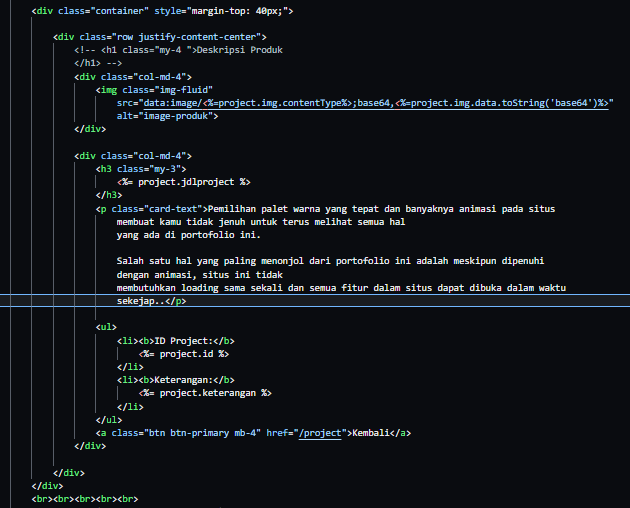 <div class="container" style="margin-top: 40px;">
<div class="row justify-content-center">
<!-- <h1 class="my-4 ">Deskripsi Produk
</h1> -->
<div class="col-md-4">
<img class="img-fluid"
src="data:image/<%=project.img.contentType%>;base64,<%=project.img.data.toString('base64')%>"
alt="image-produk">
</div>
<div class="col-md-4">
<h3 class="my-3">
<%= project.jdlproject %>
</h3>
<p class="card-text">Pemilihan palet warna yang tepat dan banyaknya animasi pada situs
membuat kamu tidak jenuh untuk terus melihat semua hal
yang ada di portofolio ini.
Salah satu hal yang paling menonjol dari portofolio ini adalah meskipun dipenuhi
dengan animasi, situs ini tidak
membutuhkan loading sama sekali dan semua fitur dalam situs dapat dibuka dalam waktu
sekejap..</p>
<ul>
<li><b>ID Project:</b>
<%= project.id %>
</li>
<li><b>Keterangan:</b>
<%= project.keterangan %>
</li>
</ul>
<a class="btn btn-primary mb-4" href="/project">Kembali</a>
</div>
</div>
</div>
<br><br><br><br><br>